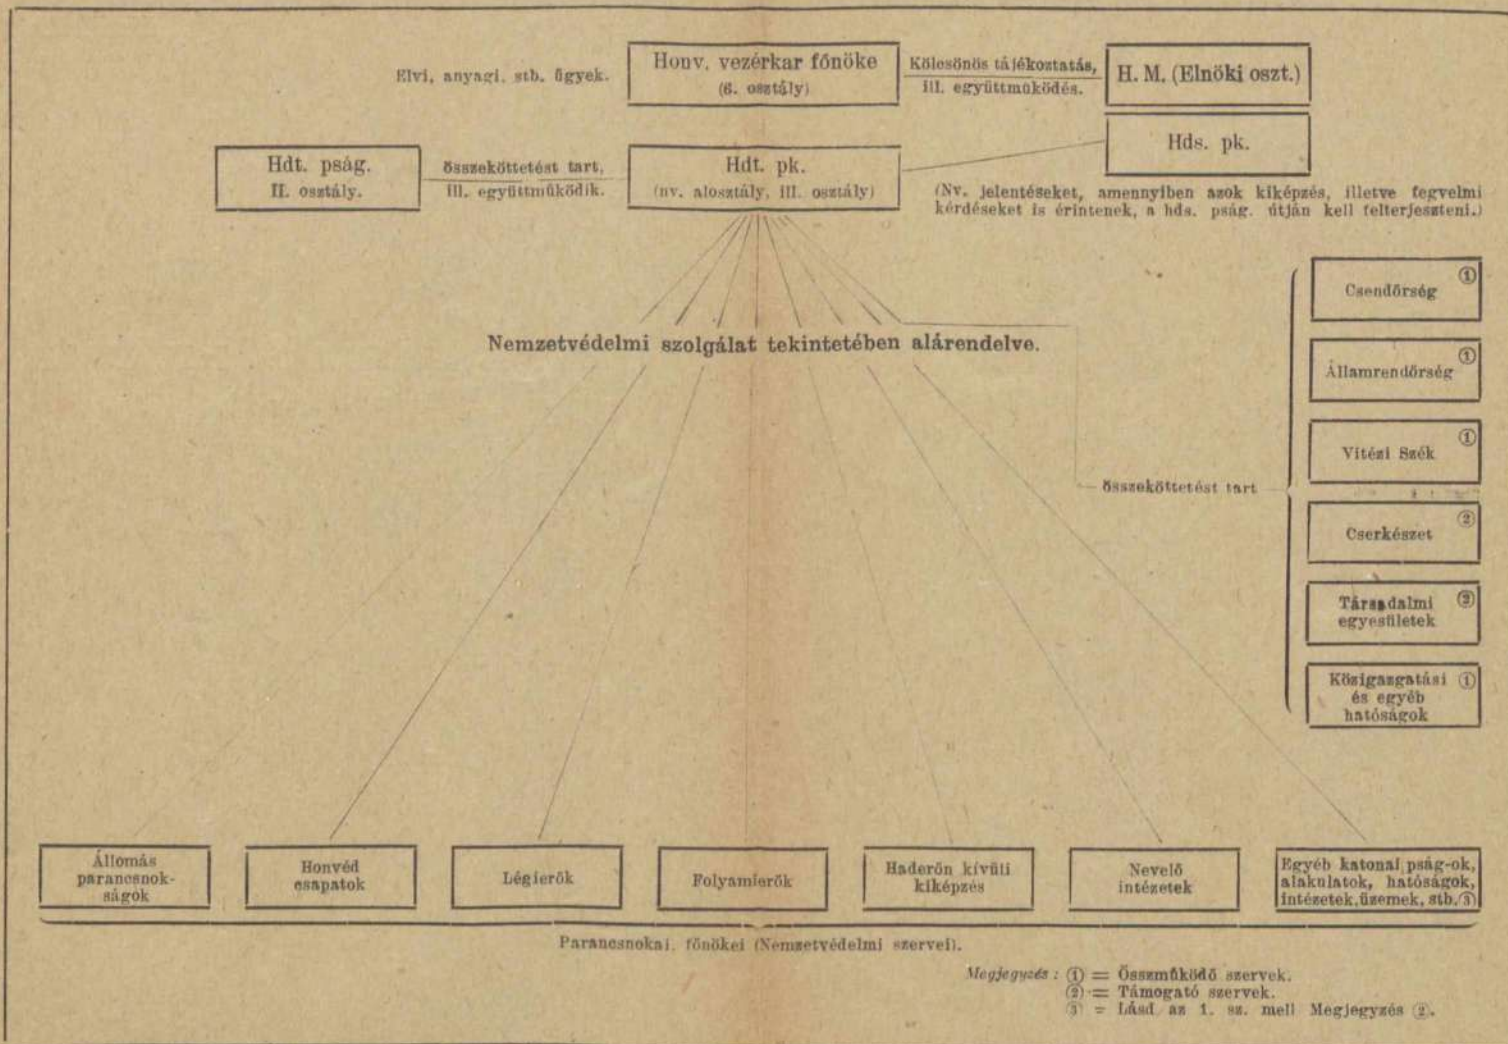 Elvi, anyagi, stb. ügyek.
Honv. vezérkar főnöke
(6. osztály)
Kölcsönös tájékoztatás,
ill. együttműködés.
H. M. (Elnöki oszt.)
Hds. pk.
Hdt. pság.
II. osztály.
összeköttetést tart,
ill. együttműködik.
Hdt. pk.
(nv. alosztály, III. osztály)
(Nv. jelentéseket, amennyiben azok kiképzés, illetve fegyelmi
kérdéseket is érintenek, a hds. pság. útján kell felterjeszteni.)
Nemzetvédelmi szolgálat tekintetében alárendelve.
összeköttetést tart
Csendőrség ①
Államrendőrség ①
Vitézi Szék ①
Cserkészet ②
Társadalmi ②
egyesületek
Közigazgatási ①
és egyéb
hatóságok
Állomás
parancsnok-
ságok
Honvéd
csapatok
Légierők
Folyamierők
Haderőn kívüli
kiképzés
Nevelő
intézetek
Egyéb katonai pság-ok,
alakulatok, hatóságok,
intézetek, üzemek, stb. ③
Parancsnokai, főnökei (Nemzetvédelmi szervei).
Megjegyzés: ① = Összműködő szervek.
② = Támogató szervek.
③ = Lásd az 1. sz. mell Megjegyzés ②.